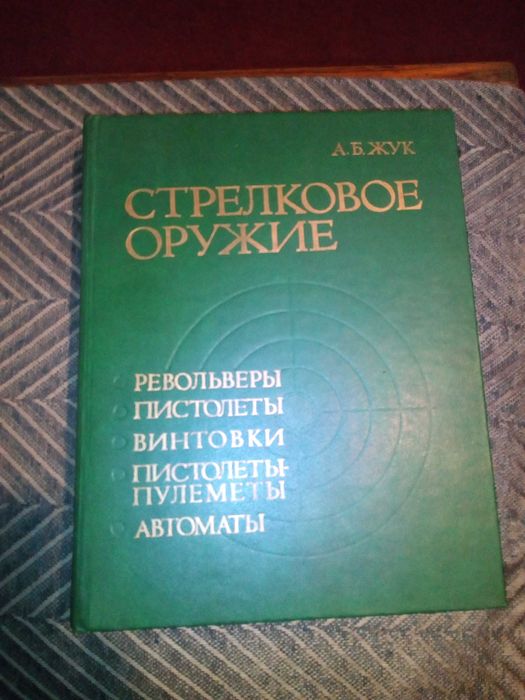 А.Б.ЖУК
СТРЕЛКОВОЕ
ОРУЖИЕ
РЕВОЛЬВЕРЫ
ПИСТОЛЕТЫ
ВИНТОВКИ
ПИСТОЛЕТЫ-
ПУЛЕМЕТЫ
АВТОМАТЫ